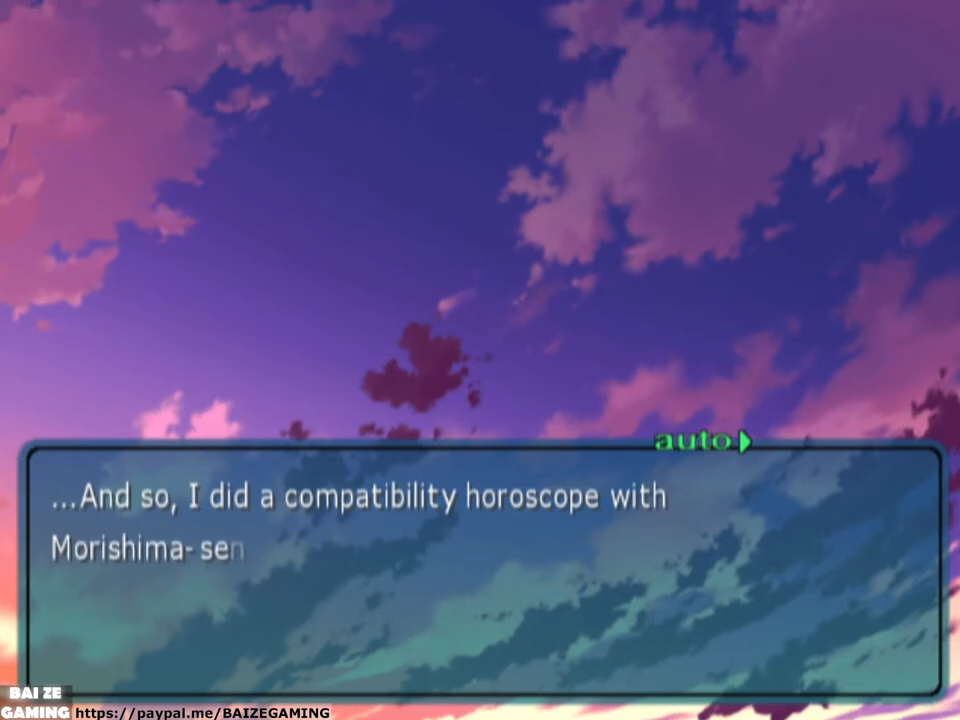 auto
...And so, I did a compatibility horoscope with
Morishima- sen
BAI ZE
GAMING https://paypal.me/BAIZEGAMING